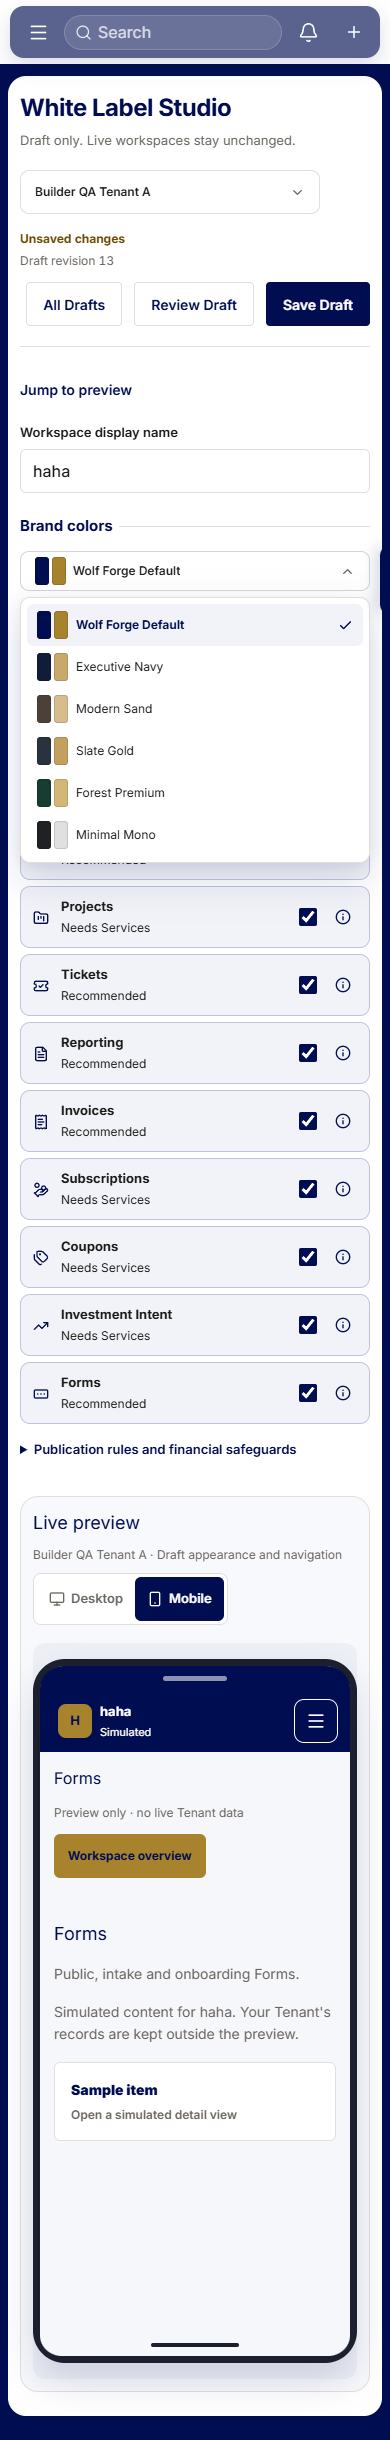 Search
White Label Studio
Draft only. Live workspaces stay unchanged.
Builder QA Tenant A
Unsaved changes
Draft revision 13
All Drafts
Review Draft
Save Draft
Jump to preview
Workspace display name
haha
Brand colors
Wolf Forge Default
Wolf Forge Default
Executive Navy
Modern Sand
Slate Gold
Forest Premium
Minimal Mono
Recommended
Projects
Needs Services
Tickets
Recommended
Reporting
Recommended
Invoices
Recommended
Subscriptions
Needs Services
Coupons
Needs Services
Investment Intent
Needs Services
Forms
Recommended
Publication rules and financial safeguards
Live preview
Builder QA Tenant A · Draft appearance and navigation
Desktop
Mobile
H
haha
Simulated
Forms
Preview only · no live Tenant data
Workspace overview
Forms
Public, intake and onboarding Forms.
Simulated content for haha. Your Tenant's
records are kept outside the preview.
Sample item
Open a simulated detail view